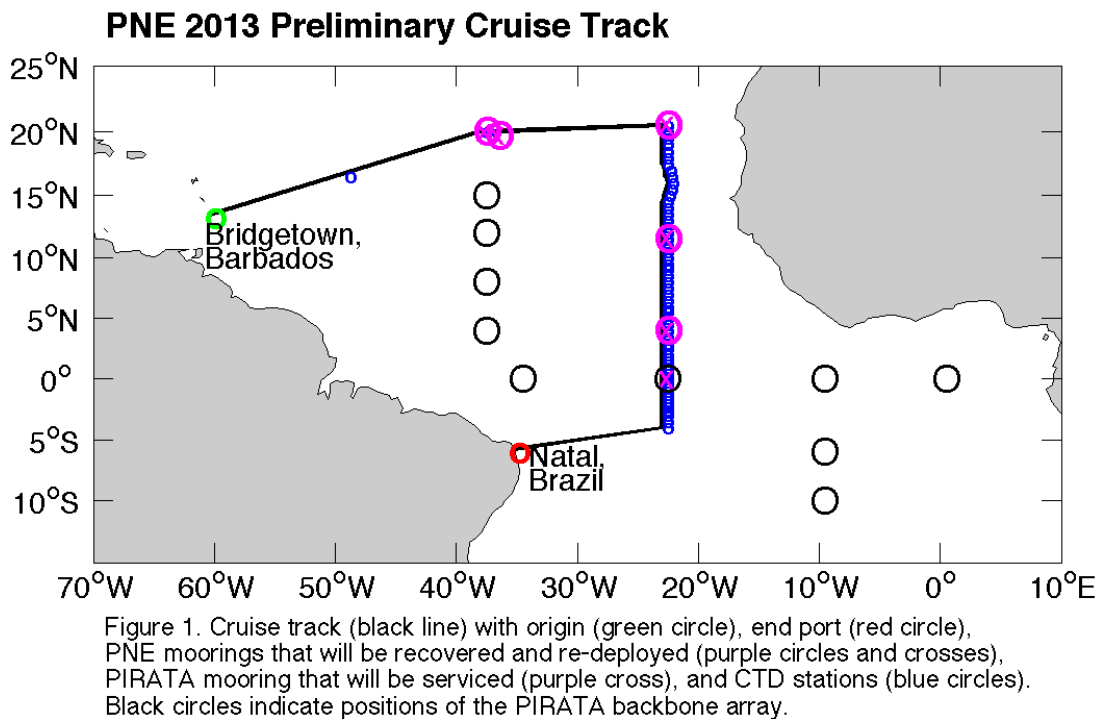 PNE 2013 Preliminary Cruise Track
25°N
20°N
15°N
10°N
5°N
0°
5°S
10°S
Bridgetown,
Barbados
Natal,
Brazil
70°W 60°W 50°W 40°W 30°W 20°W 10°W 0° 10°E
Figure 1. Cruise track (black line) with origin (green circle), end port (red circle),
PNE moorings that will be recovered and re-deployed (purple circles and crosses),
PIRATA mooring that will be serviced (purple cross), and CTD stations (blue circles).
Black circles indicate positions of the PIRATA backbone array.